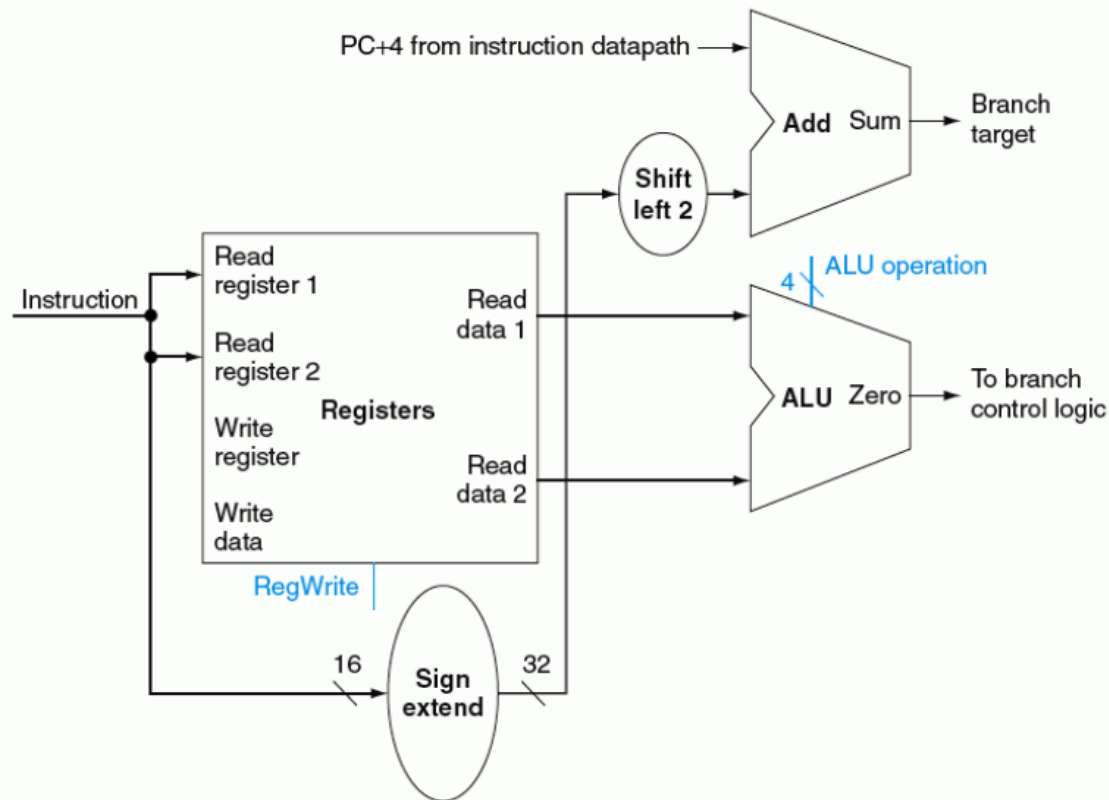 PC+4 from instruction datapath
Add Sum
Branch
target
Shift
left 2
4
ALU operation
Instruction
Read
register 1
Read
data 1
Read
register 2
Registers
Write
register
Read
data 2
Write
data
ALU Zero
To branch
control logic
RegWrite
16
Sign
extend
32